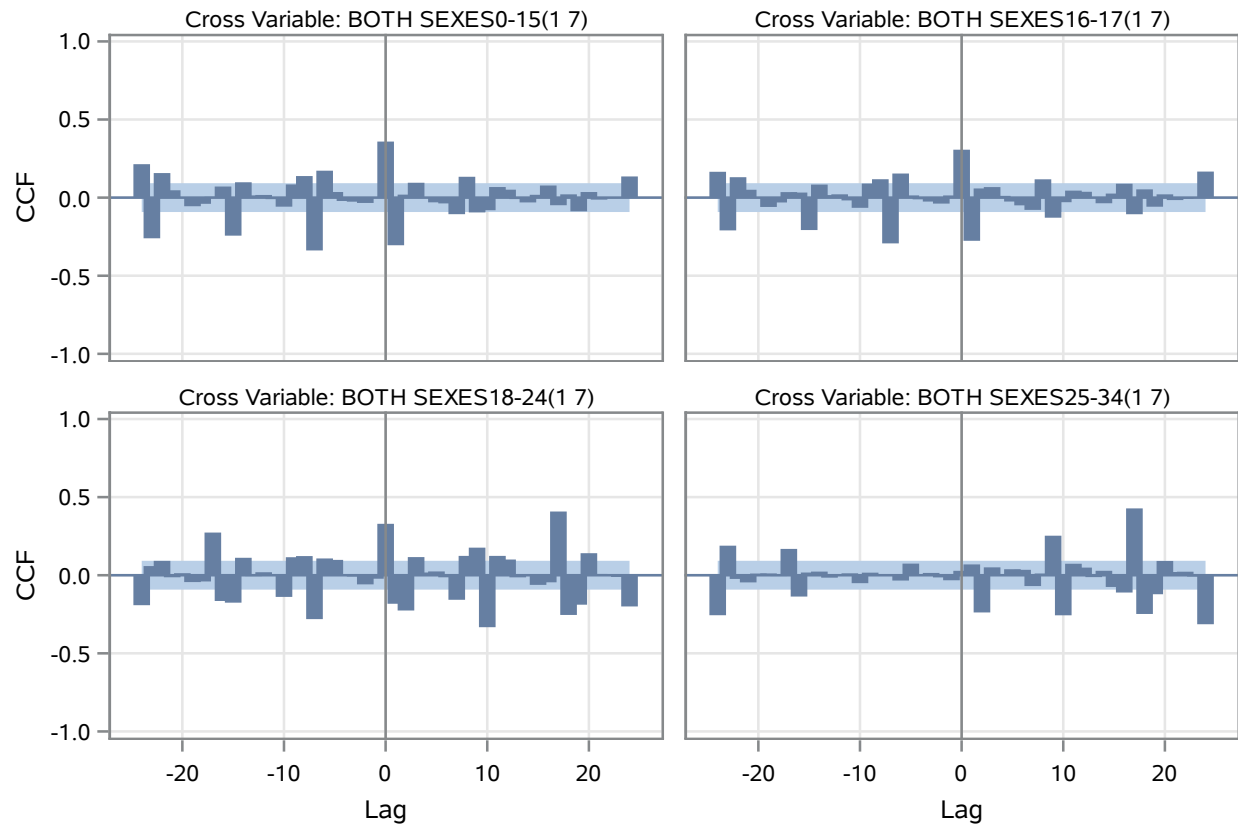 Cross Variable: BOTH SEXES0-15(1 7)
Cross Variable: BOTH SEXES16-17(1 7)
1.0
0.5
0.0
-0.5
-1.0
CCF
Cross Variable: BOTH SEXES18-24(1 7)
Cross Variable: BOTH SEXES25-34(1 7)
1.0
0.5
0.0
-0.5
-1.0
CCF
-20 -10 0 10 20
-20 -10 0 10 20
Lag
Lag